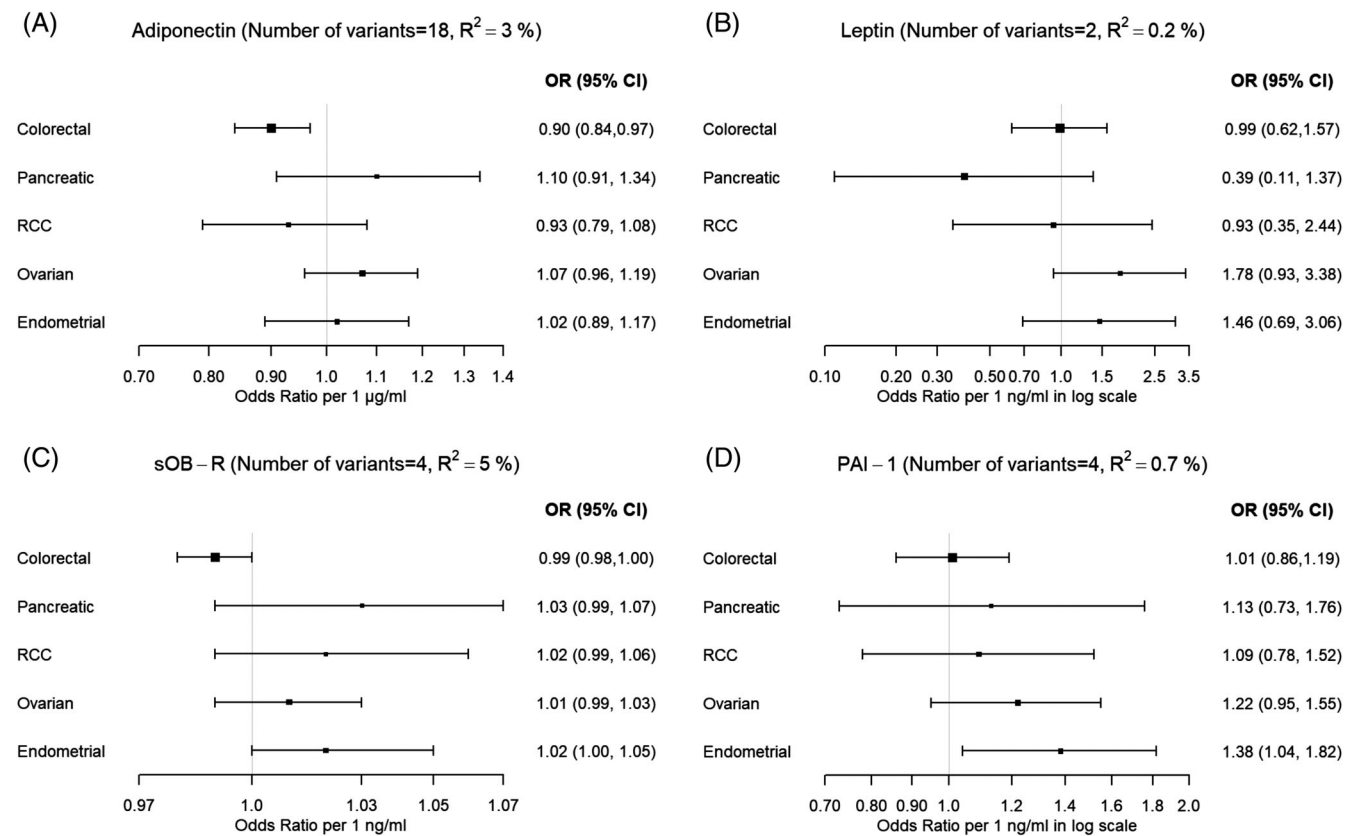 (A)
Adiponectin (Number of variants=18, R² = 3 %)
OR (95% CI)
Colorectal 0.90 (0.84,0.97)
Pancreatic 1.10 (0.91, 1.34)
RCC 0.93 (0.79, 1.08)
Ovarian 1.07 (0.96, 1.19)
Endometrial 1.02 (0.89, 1.17)
0.70 0.80 0.90 1.0 1.1 1.2 1.3 1.4
Odds Ratio per 1 µg/ml
(B)
Leptin (Number of variants=2, R² = 0.2 %)
OR (95% CI)
Colorectal 0.99 (0.62,1.57)
Pancreatic 0.39 (0.11, 1.37)
RCC 0.93 (0.35, 2.44)
Ovarian 1.78 (0.93, 3.38)
Endometrial 1.46 (0.69, 3.06)
0.10 0.20 0.30 0.50 0.70 1.0 1.5 2.5 3.5
Odds Ratio per 1 ng/ml in log scale
(C)
sOB – R (Number of variants=4, R² = 5 %)
OR (95% CI)
Colorectal 0.99 (0.98,1.00)
Pancreatic 1.03 (0.99, 1.07)
RCC 1.02 (0.99, 1.06)
Ovarian 1.01 (0.99, 1.03)
Endometrial 1.02 (1.00, 1.05)
0.97 1.0 1.03 1.05 1.07
Odds Ratio per 1 ng/ml
(D)
PAI – 1 (Number of variants=4, R² = 0.7 %)
OR (95% CI)
Colorectal 1.01 (0.86,1.19)
Pancreatic 1.13 (0.73, 1.76)
RCC 1.09 (0.78, 1.52)
Ovarian 1.22 (0.95, 1.55)
Endometrial 1.38 (1.04, 1.82)
0.70 0.80 0.90 1.0 1.2 1.4 1.6 1.8 2.0
Odds Ratio per 1 ng/ml in log scale